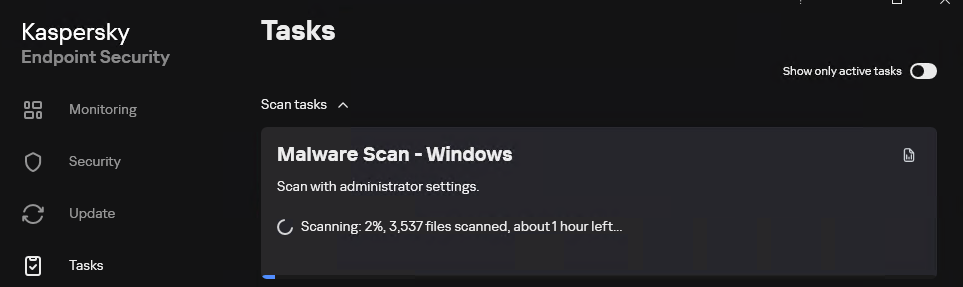 Kaspersky
Endpoint Security
Monitoring
Security
Update
Tasks
Tasks
Show only active tasks
Scan tasks
Malware Scan - Windows
Scan with administrator settings.
Scanning: 2%, 3,537 files scanned, about 1 hour left...